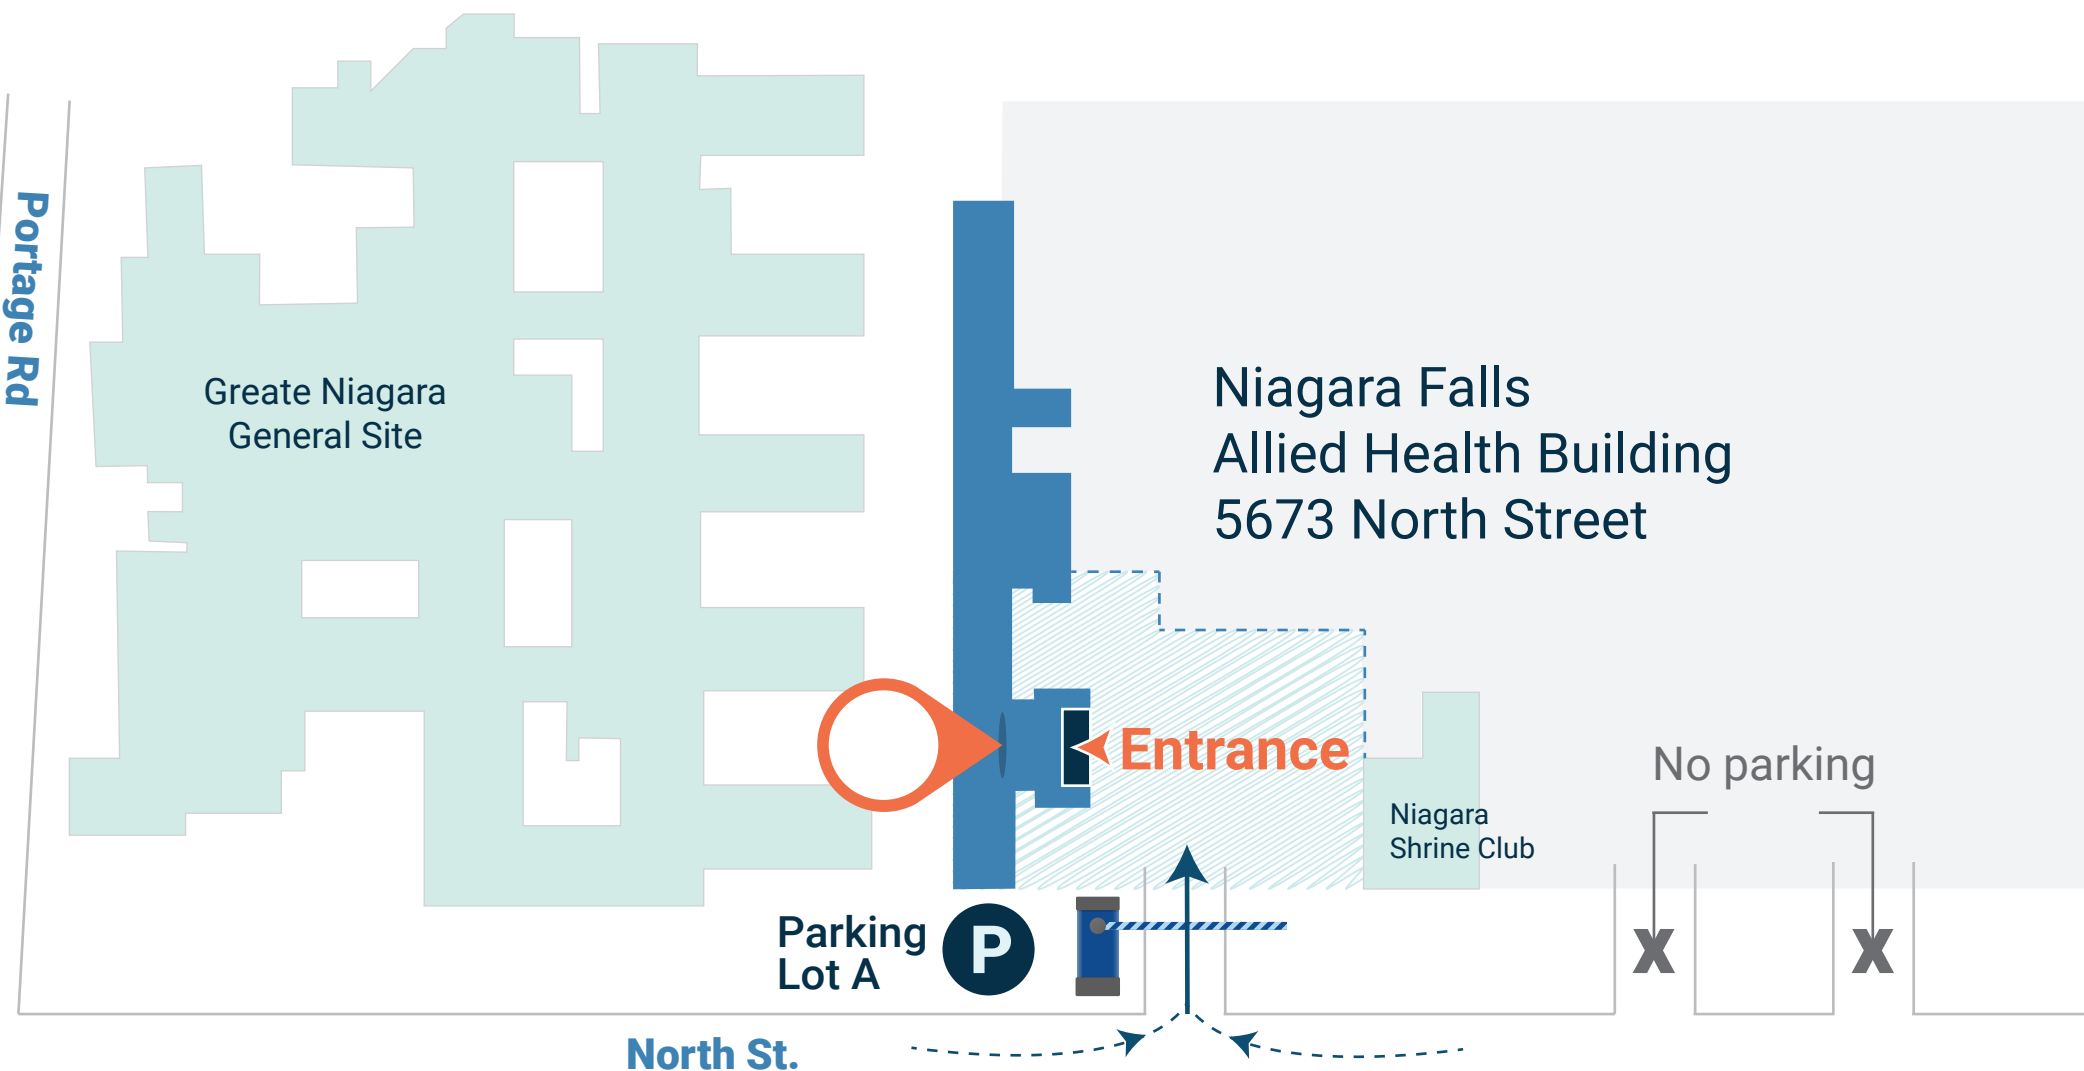 Portage Rd
Greate Niagara
General Site
Niagara Falls
Allied Health Building
5673 North Street
Entrance
No parking
Niagara
Shrine Club
Parking
Lot A
P
X
X
North St.